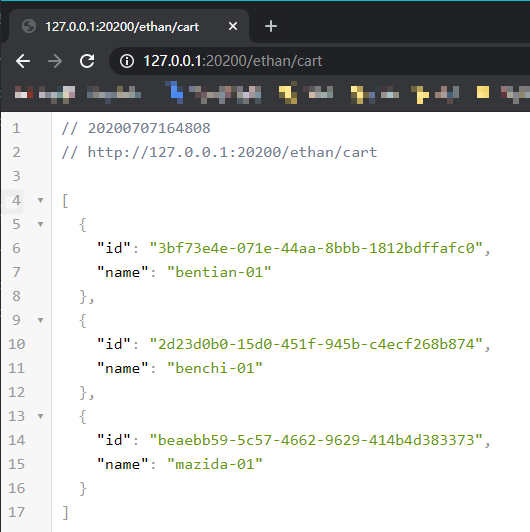 127.0.0.1:20200/ethan/cart
127.0.0.1:20200/ethan/cart
1 // 20200707164808
2 // http://127.0.0.1:20200/ethan/cart
3
4 [
5 {
6 "id": "3bf73e4e-071e-44aa-8bbb-1812bdffafc0",
7 "name": "bentian-01"
8 },
9 {
10 "id": "2d23d0b0-15d0-451f-945b-c4ecf268b874",
11 "name": "benchi-01"
12 },
13 {
14 "id": "beaebb59-5c57-4662-9629-414b4d383373",
15 "name": "mazida-01"
16 }
17 ]